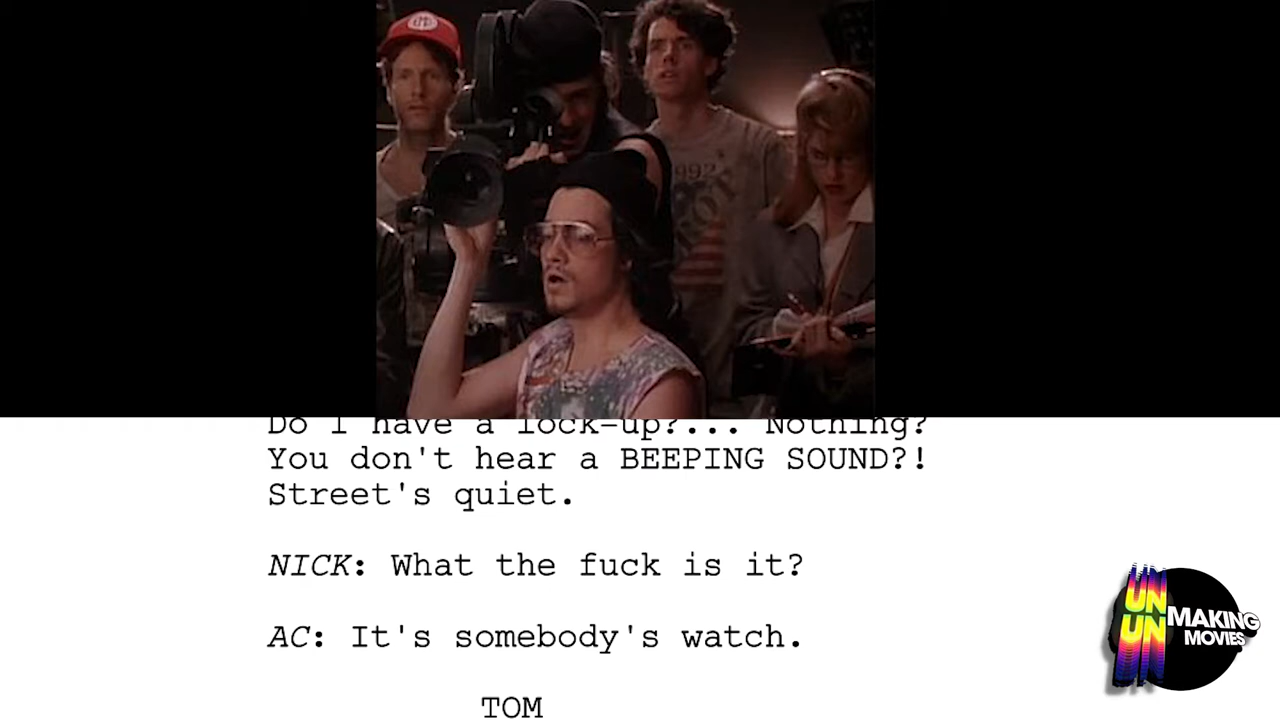 992
Do I have a lock-up?... Nothing?
You don't hear a BEEPING SOUND?!
Street's quiet.
NICK: What the fuck is it?
AC: It's somebody's watch.
TOM
UN
UN
MAKING
MOVIES